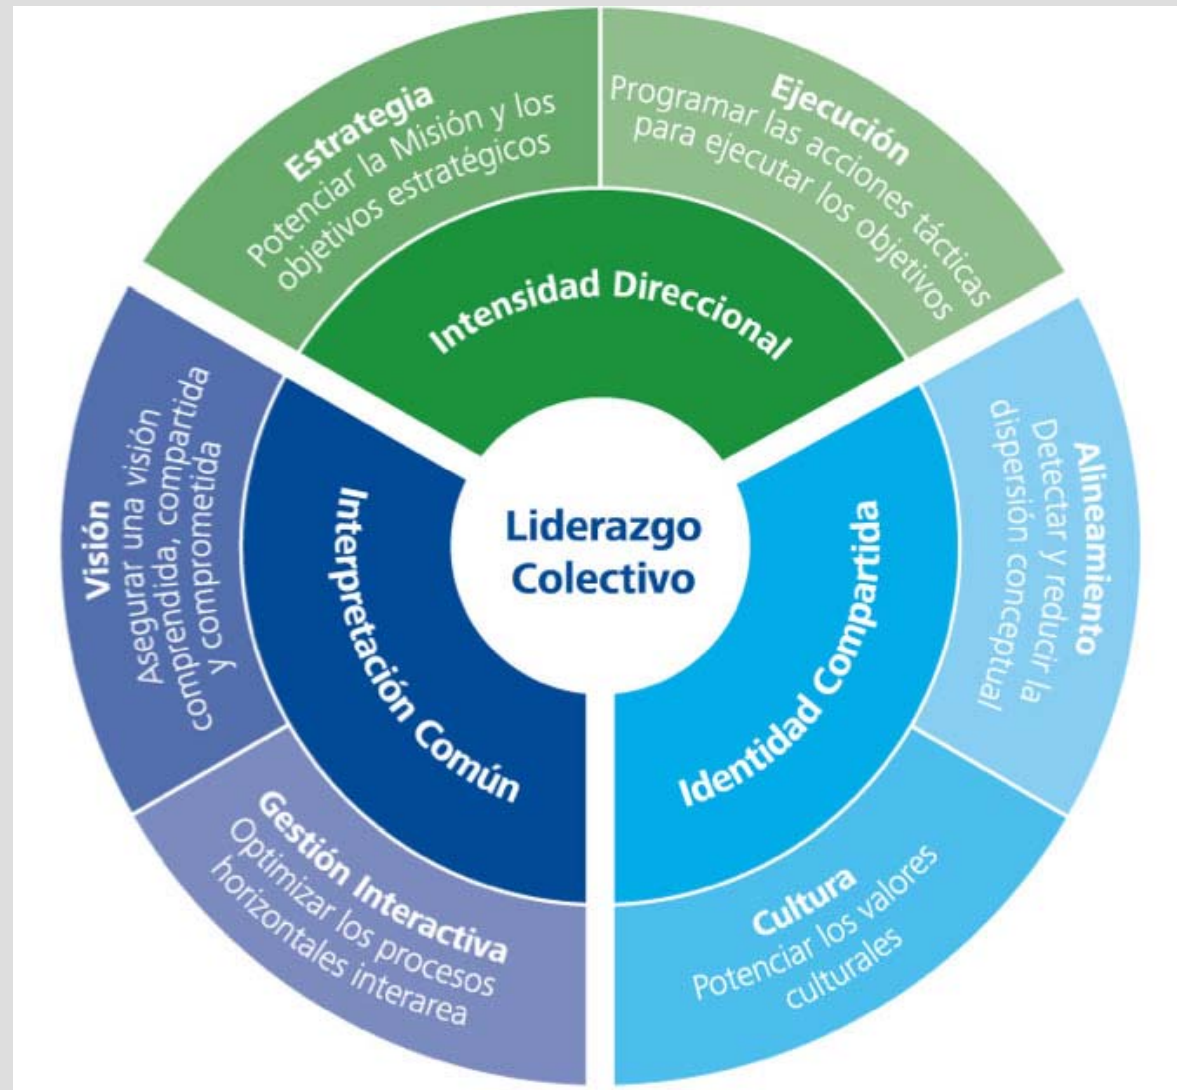 Estrategia
Potenciar la Misión y los
objetivos estratégicos
Ejecución
Programar las acciones tácticas
para ejecutar los objetivos
Intensidad Direccional
Visión
Asegurar una visión
comprendida, compartida
y comprometida
Interpretación Común
Liderazgo
Colectivo
Identidad Compartida
Alineamiento
Detectar y reducir la
dispersión conceptual
Gestión Interactiva
Optimizar los procesos
horizontales interarea
Cultura
Potenciar los valores
culturales